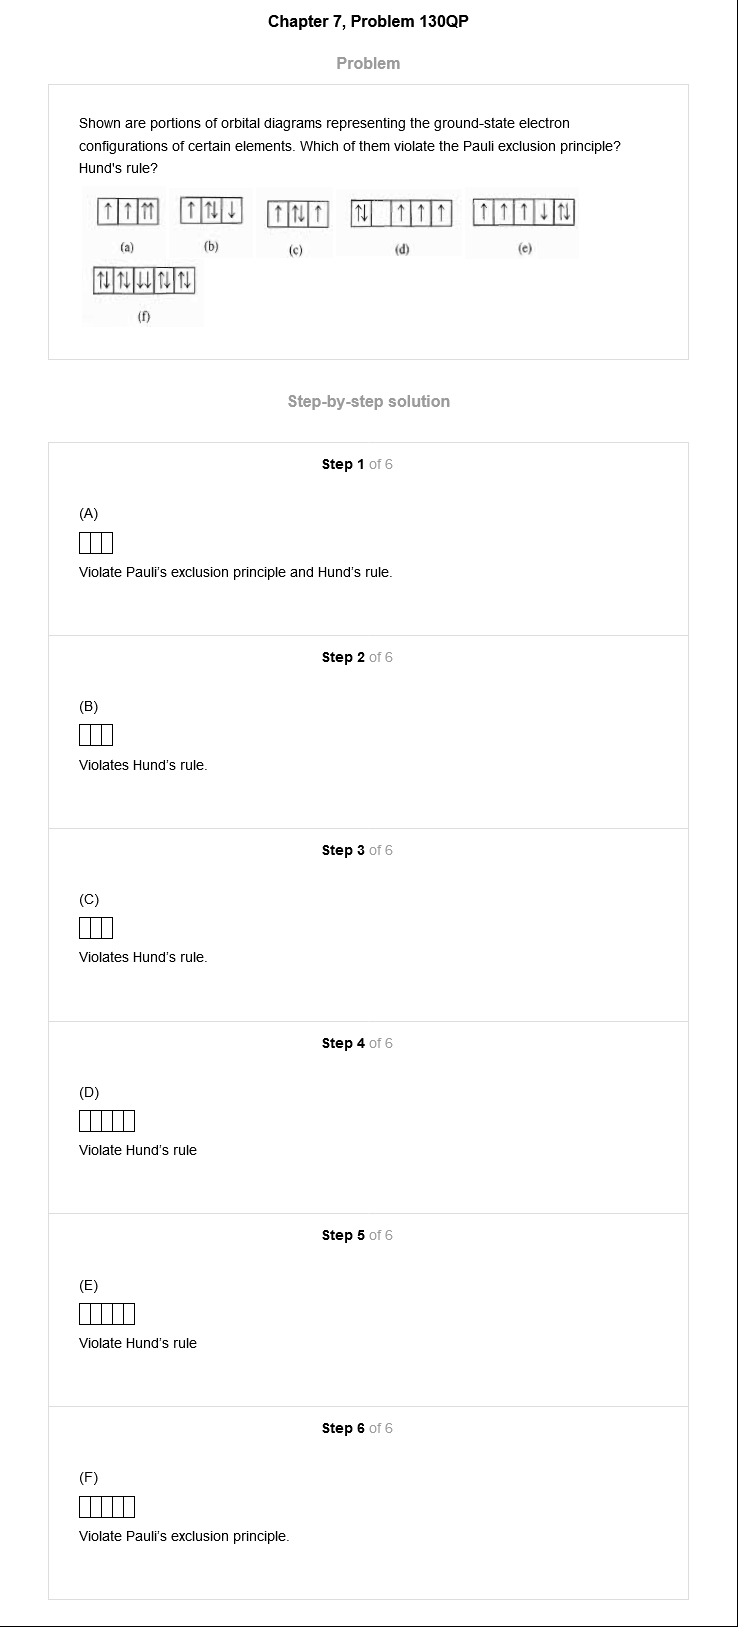 Chapter 7, Problem 130QP
Problem
Shown are portions of orbital diagrams representing the ground-state electron
configurations of certain elements. Which of them violate the Pauli exclusion principle?
Hund's rule?
(a) (b) (c) (d) (e)
(f)
Step-by-step solution
Step 1 of 6
(A)
Violate Pauli's exclusion principle and Hund's rule.
Step 2 of 6
(B)
Violates Hund's rule.
Step 3 of 6
(C)
Violates Hund's rule.
Step 4 of 6
(D)
Violate Hund's rule
Step 5 of 6
(E)
Violate Hund's rule
Step 6 of 6
(F)
Violate Pauli's exclusion principle.